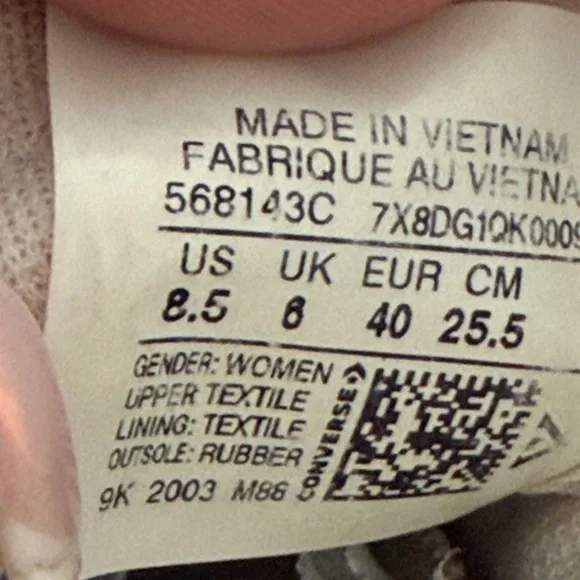 MADE IN VIETNAM
FABRIQUE AU VIETNA
568143C 7X8DG1QK0009
US UK EUR CM
8.5 6 40 25.5
GENDER: WOMEN
UPPER TEXTILE
LINING: TEXTILE
OUTSOLE: RUBBER
9K 2003 M86
CONVERSE